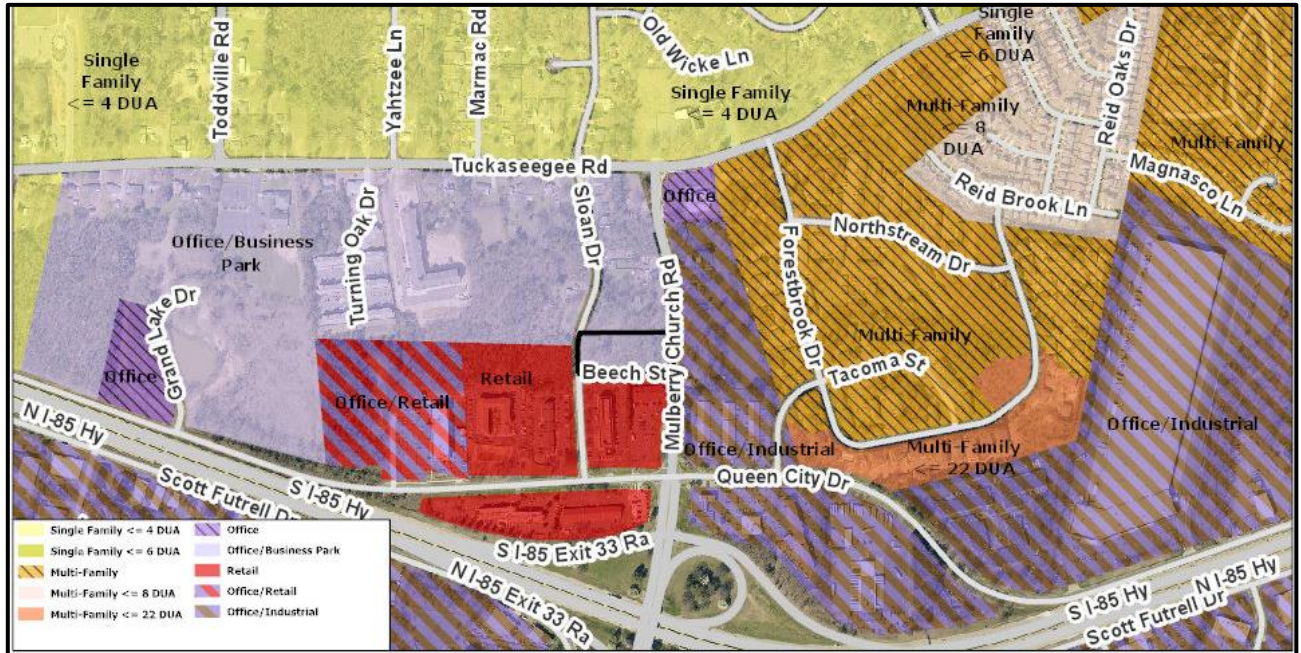 Toddville Rd
Yahtzee Ln
Marmac Rd
Old Wicke Ln
Single
Family
<= 6 DUA
Reid Oaks Dr
Single
Family
<= 4 DUA
Single Family
<= 4 DUA
Multi-Family
= 8
DUA
Multi-Family
Magnasco Ln
Tuckaseegee Rd
Sloan Dr
Office
Reid Brook Ln
Turning Oak Dr
Office/Business
Park
Northstream Dr
Forestbrook Dr
Mulberry Church Rd
Grand Lake Dr
Office
Multi-Family
Tacoma St
Beech St
Retail
Office/Retail
Office/Industrial
Office/Industrial
Multi-Family
<= 22 DUA
N I-85 Hy
Scott Futrell Dr
S I-85 Hy
Queen City Dr
S I-85 Exit 33 Ra
N I-85 Exit 33 Ra
S I-85 Hy
N I-85 Hy
Scott Futrell Dr
Single Family <= 4 DUA
Single Family <= 6 DUA
Multi-Family
Multi-Family <= 8 DUA
Multi-Family <= 22 DUA
Office
Office/Business Park
Retail
Office/Retail
Office/Industrial